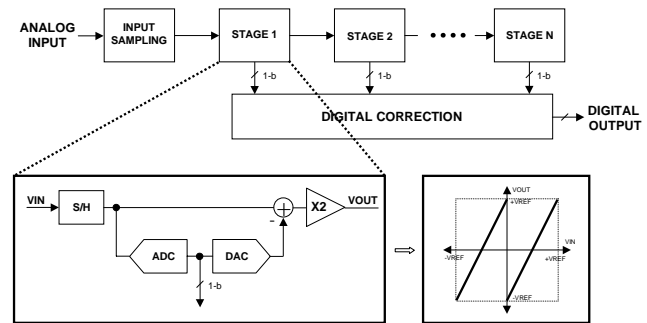 ANALOG
INPUT
INPUT
SAMPLING
STAGE 1
STAGE 2
STAGE N
1-b
1-b
1-b
DIGITAL CORRECTION
DIGITAL
OUTPUT
VIN
S/H
X2
VOUT
-
ADC
DAC
1-b
VOUT
+VREF
VIN
-VREF
+VREF
-VREF